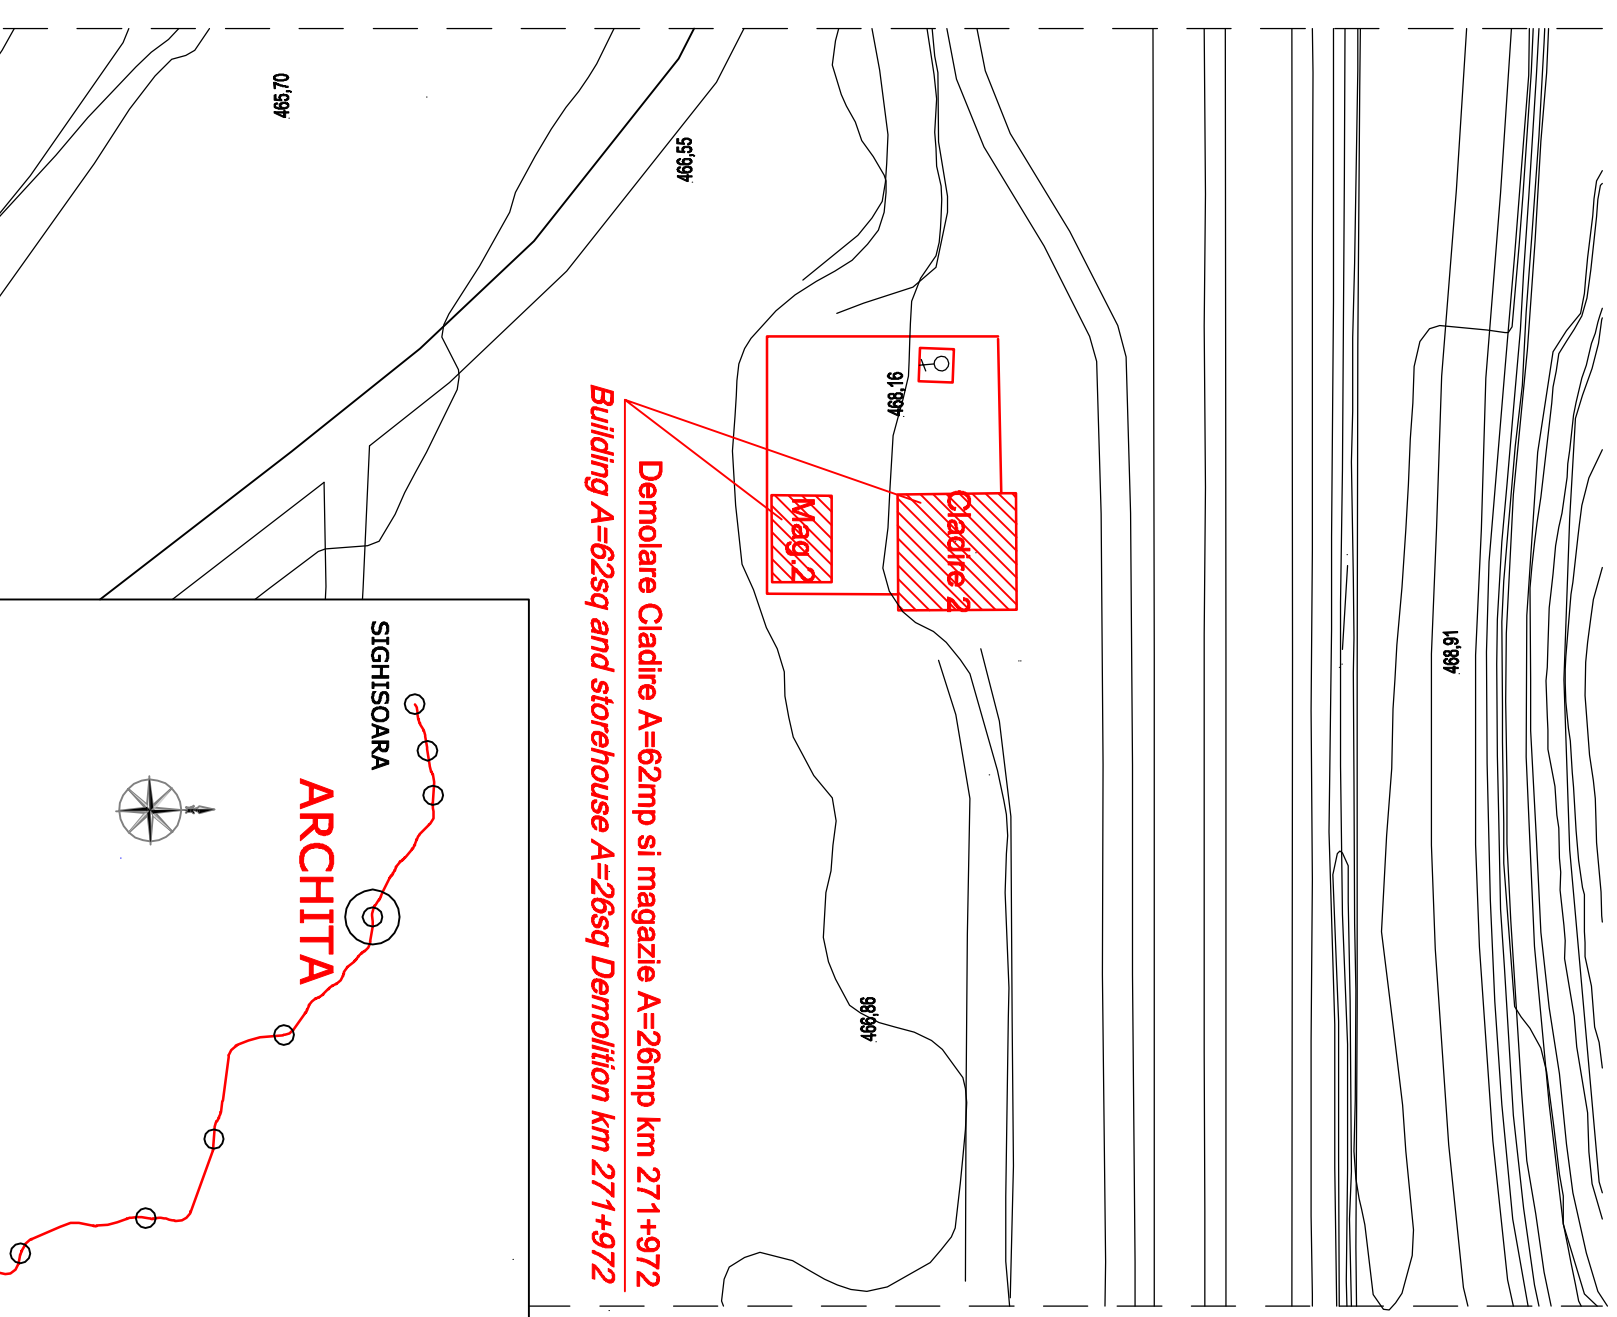 465,70
466,55
468,16
468,91
466,86
Cladire 2
Mag.2
Demolare Cladire A=62mp si magazie A=26mp km 271+972
Building A=62sq and storehouse A=26sq Demolition km 271+972
SIGHISOARA
ARCHITA